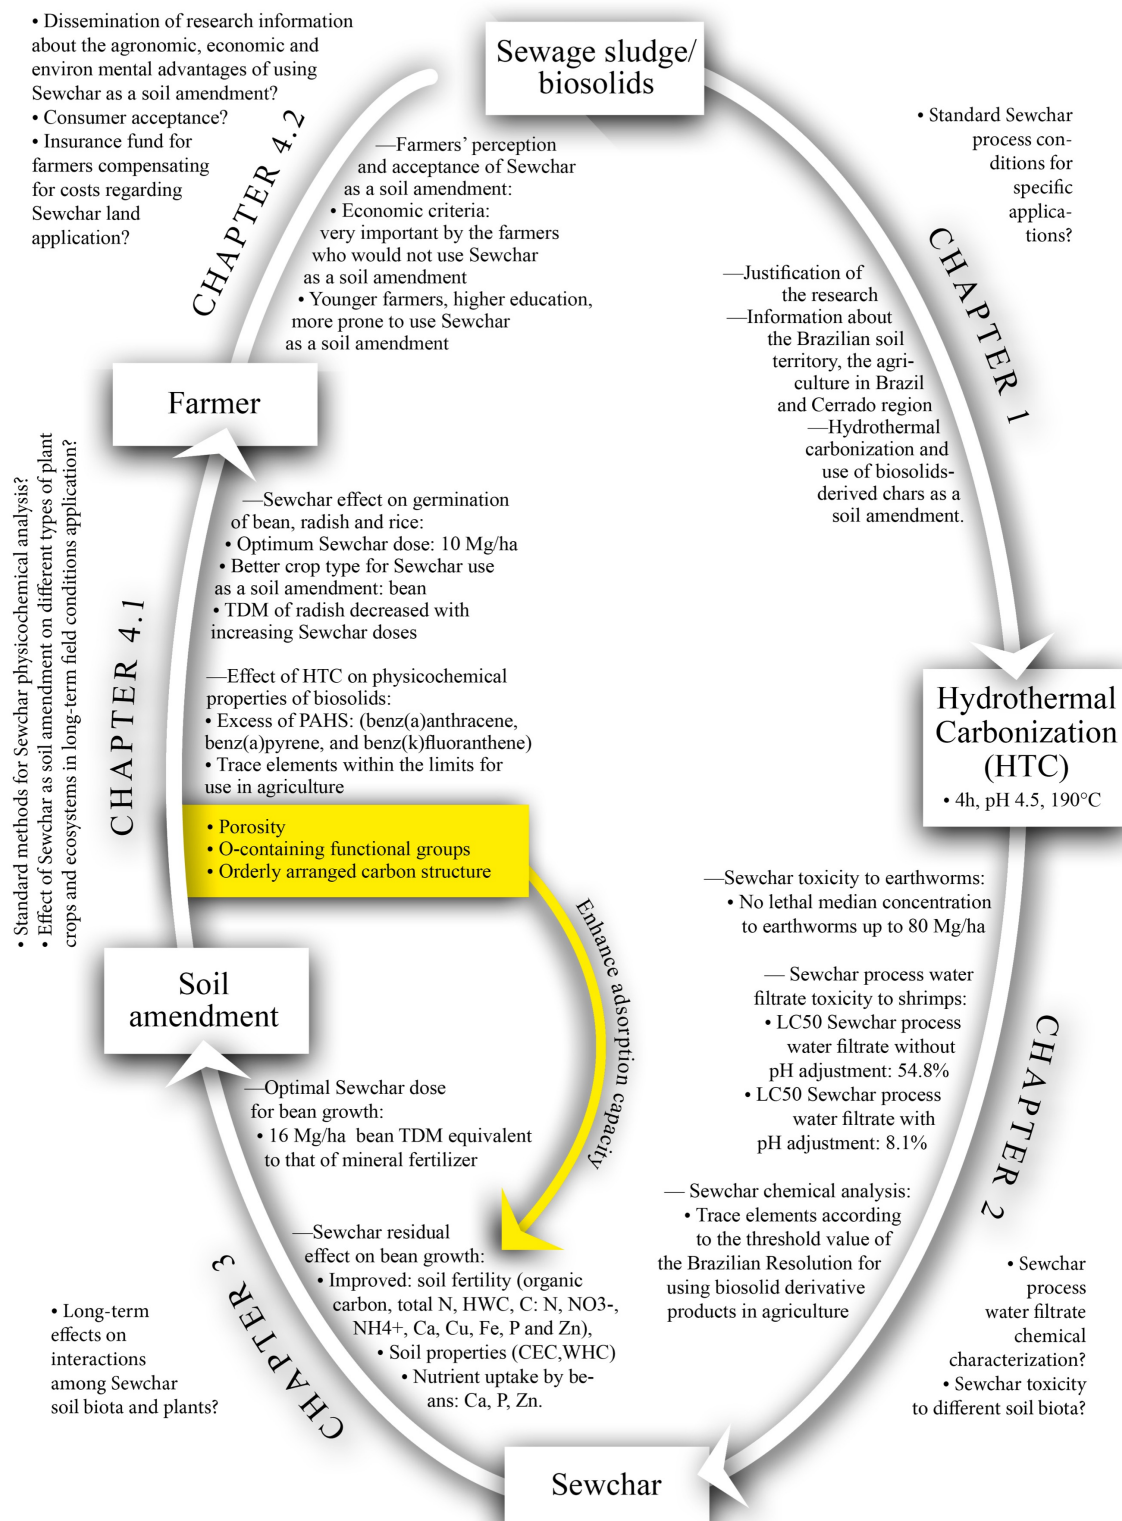 • Dissemination of research information
about the agronomic, economic and
environ mental advantages of using
Sewchar as a soil amendment?
• Consumer acceptance?
• Insurance fund for
farmers compensating
for costs regarding
Sewchar land
application?
CHAPTER 4.2
Sewage sludge/
biosolids
—Farmers' perception
and acceptance of Sewchar
as a soil amendment:
• Economic criteria:
very important by the farmers
who would not use Sewchar
as a soil amendment
• Younger farmers, higher education,
more prone to use Sewchar
as a soil amendment
• Standard Sewchar
process con-
ditions for
specific
applica-
tions?
CHAPTER 1
—Justification of
the research
—Information about
the Brazilian soil
territory, the agri-
culture in Brazil
and Cerrado region
—Hydrothermal
carbonization and
use of biosolids-
derived chars as a
soil amendment.
Farmer
• Standard methods for Sewchar physicochemical analysis?
• Effect of Sewchar as soil amendment on different types of plant
crops and ecosystems in long-term field conditions application?
CHAPTER 4.1
—Sewchar effect on germination
of bean, radish and rice:
• Optimum Sewchar dose: 10 Mg/ha
• Better crop type for Sewchar use
as a soil amendment: bean
• TDM of radish decreased with
increasing Sewchar doses
—Effect of HTC on physicochemical
properties of biosolids:
• Excess of PAHS: (benz(a)anthracene,
benz(a)pyrene, and benz(k)fluoranthene)
• Trace elements within the limits for
use in agriculture
• Porosity
• O-containing functional groups
• Orderly arranged carbon structure
Enhance adsorption capacity
Hydrothermal
Carbonization
(HTC)
• 4h, pH 4.5, 190°C
—Sewchar toxicity to earthworms:
• No lethal median concentration
to earthworms up to 80 Mg/ha
— Sewchar process water
filtrate toxicity to shrimps:
• LC50 Sewchar process
water filtrate without
pH adjustment: 54.8%
• LC50 Sewchar process
water filtrate with
pH adjustment: 8.1%
— Sewchar chemical analysis:
• Trace elements according
to the threshold value of
the Brazilian Resolution for
using biosolid derivative
products in agriculture
CHAPTER 2
• Sewchar
process
water filtrate
chemical
characterization?
• Sewchar toxicity
to different soil biota?
Soil
amendment
—Optimal Sewchar dose
for bean growth:
• 16 Mg/ha bean TDM equivalent
to that of mineral fertilizer
—Sewchar residual
effect on bean growth:
• Improved: soil fertility (organic
carbon, total N, HWC, C: N, NO3-,
NH4+, Ca, Cu, Fe, P and Zn),
• Soil properties (CEC,WHC)
• Nutrient uptake by be-
ans: Ca, P, Zn.
CHAPTER 3
• Long-term
effects on
interactions
among Sewchar
soil biota and plants?
Sewchar